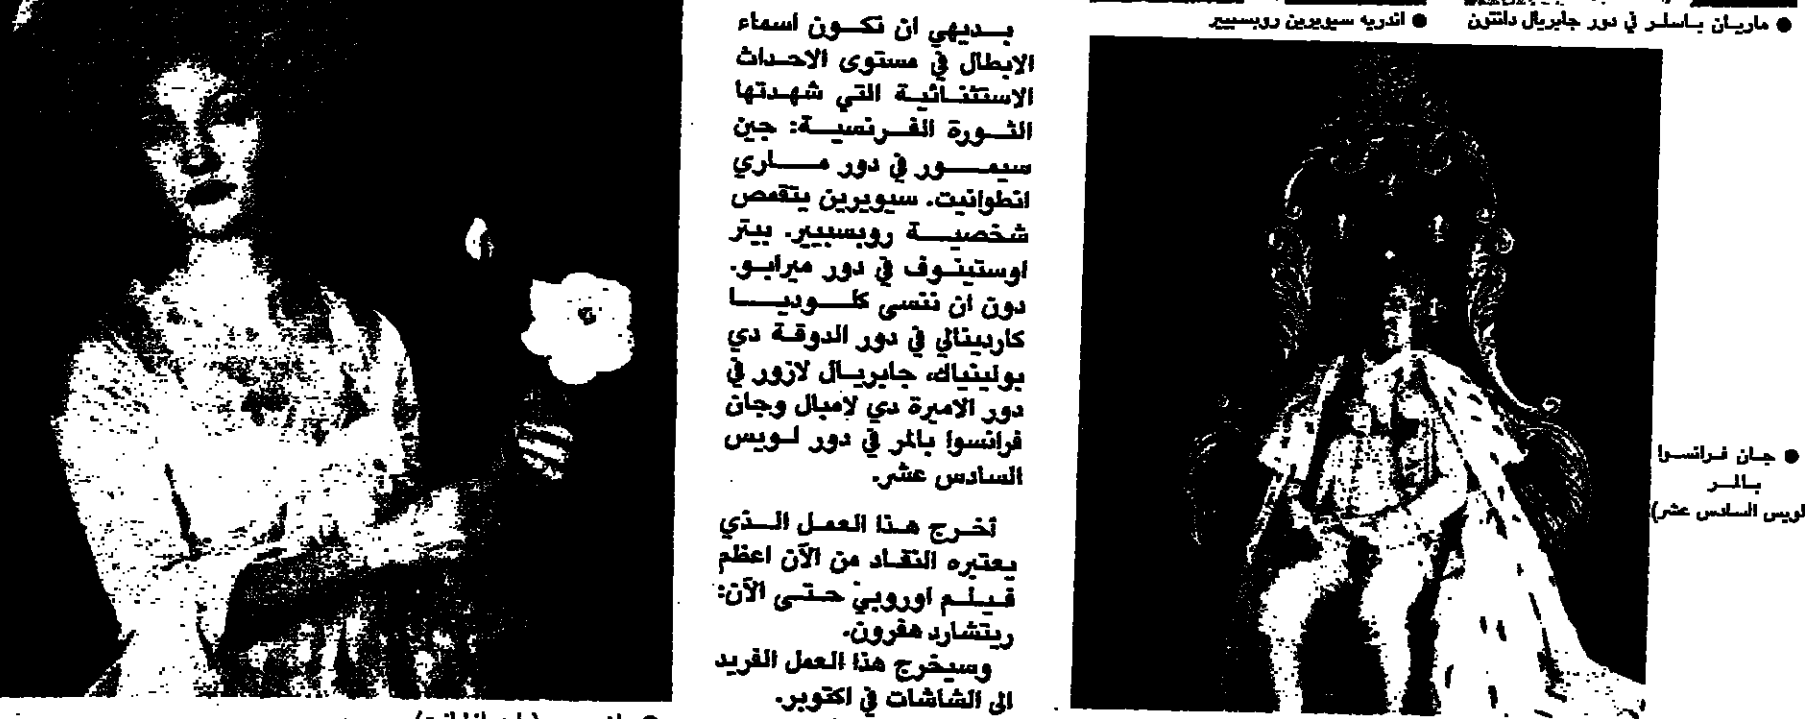 ● ماريان باسلر في دور جابريال دانتون
● اندريه سيويرين روبسبيير
بديهي ان تكون اسماء
الابطال في مستوى الاحداث
الاستثنائية التي شهدتها
الثورة الفرنسية: جين
سيمور في دور ماري
انطوانيت. سيويرين يتقمص
شخصية روبسبيير. بيتر
اوستينوف في دور ميرابو.
دون ان ننسى كلوديا
كاردينالي في دور الدوقة دي
بولينياك، جابريال لازور في
دور الاميرة دي لامبال وجان
فرانسوا بالمر في دور لويس
السادس عشر.
تخرج هذا العمل الذي
يعتبره النقاد من الآن اعظم
فيلم اوروبي حتى الآن:
ريتشارد هفرون.
وسيخرج هذا العمل الفريد
الى الشاشات في اكتوبر.
● جان فرانسوا
بالمر
لويس السادس عشر)